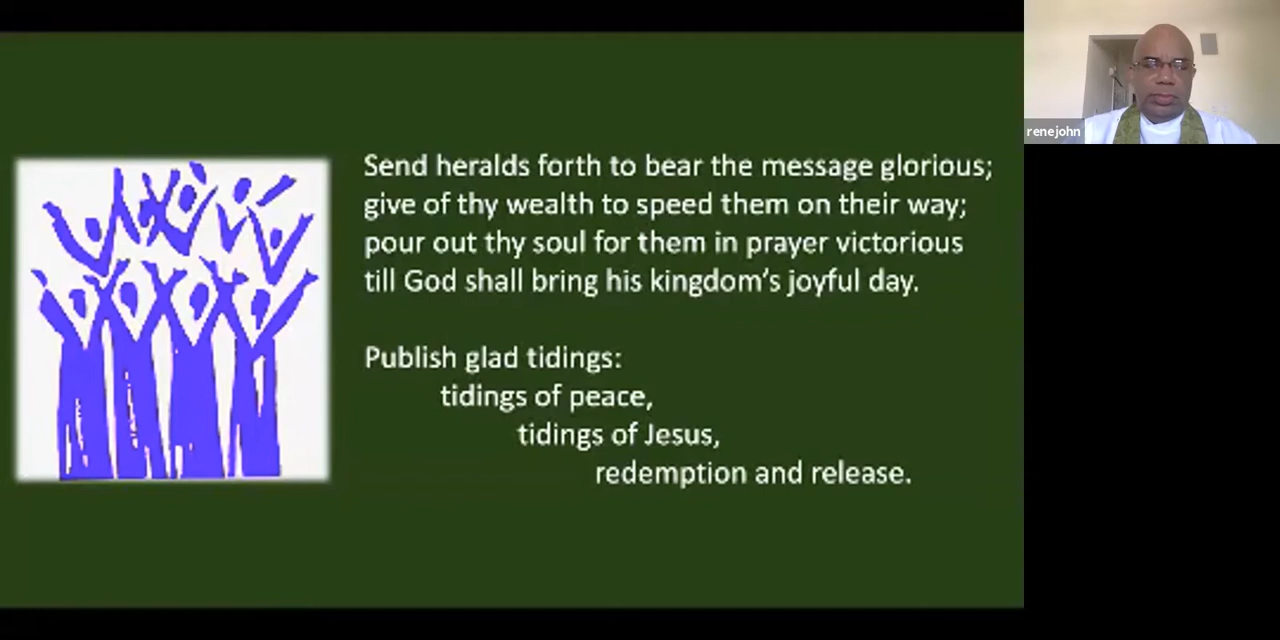 Send heralds forth to bear the message glorious;
give of thy wealth to speed them on their way;
pour out thy soul for them in prayer victorious
till God shall bring his kingdom’s joyful day.
Publish glad tidings:
tidings of peace,
tidings of Jesus,
redemption and release.
renejohn